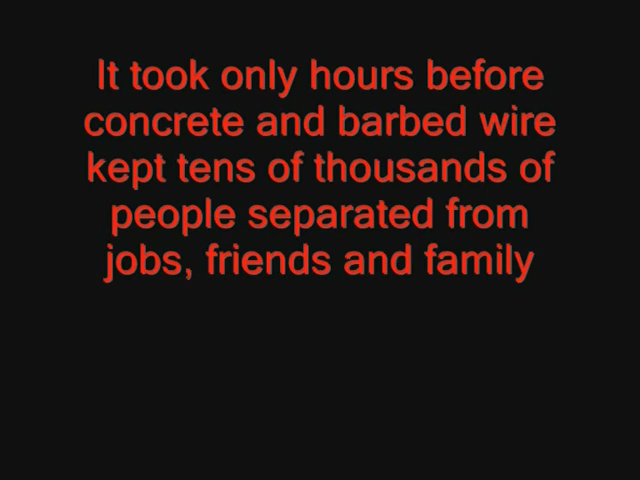 It took only hours before
concrete and barbed wire
kept tens of thousands of
people separated from
jobs, friends and family